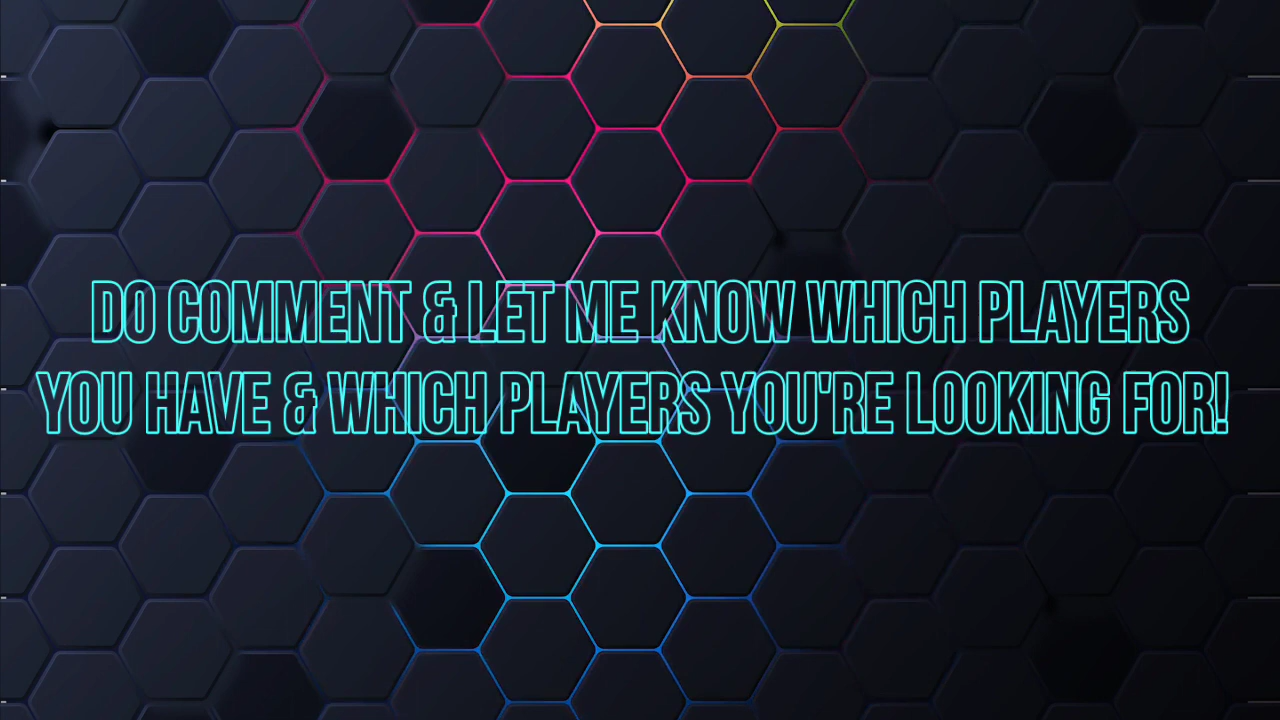 DO COMMENT & LET ME KNOW WHICH PLAYERS
YOU HAVE & WHICH PLAYERS YOU'RE LOOKING FOR!